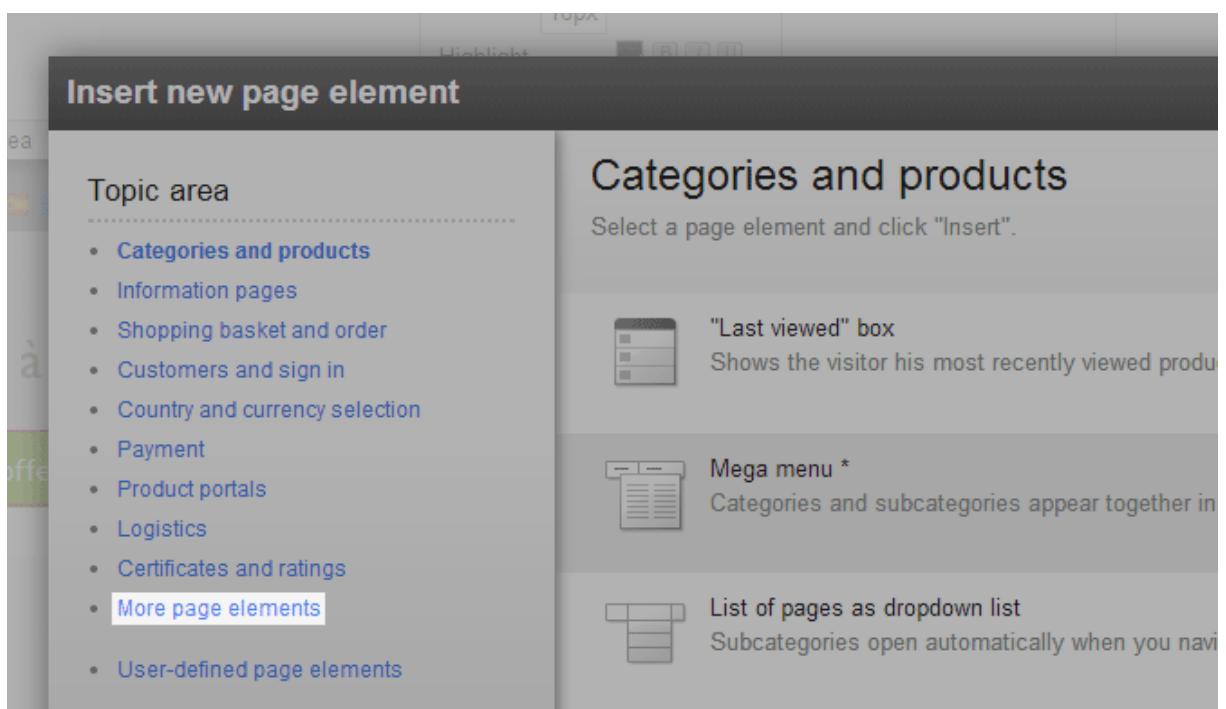 10px
Highlight
B I U
Insert new page element
ea
Topic area
Categories and products
Information pages
Shopping basket and order
Customers and sign in
Country and currency selection
Payment
Product portals
Logistics
Certificates and ratings
More page elements
User-defined page elements
à
offe
Categories and products
Select a page element and click "Insert".
"Last viewed" box
Shows the visitor his most recently viewed produ
Mega menu *
Categories and subcategories appear together in
List of pages as dropdown list
Subcategories open automatically when you navi